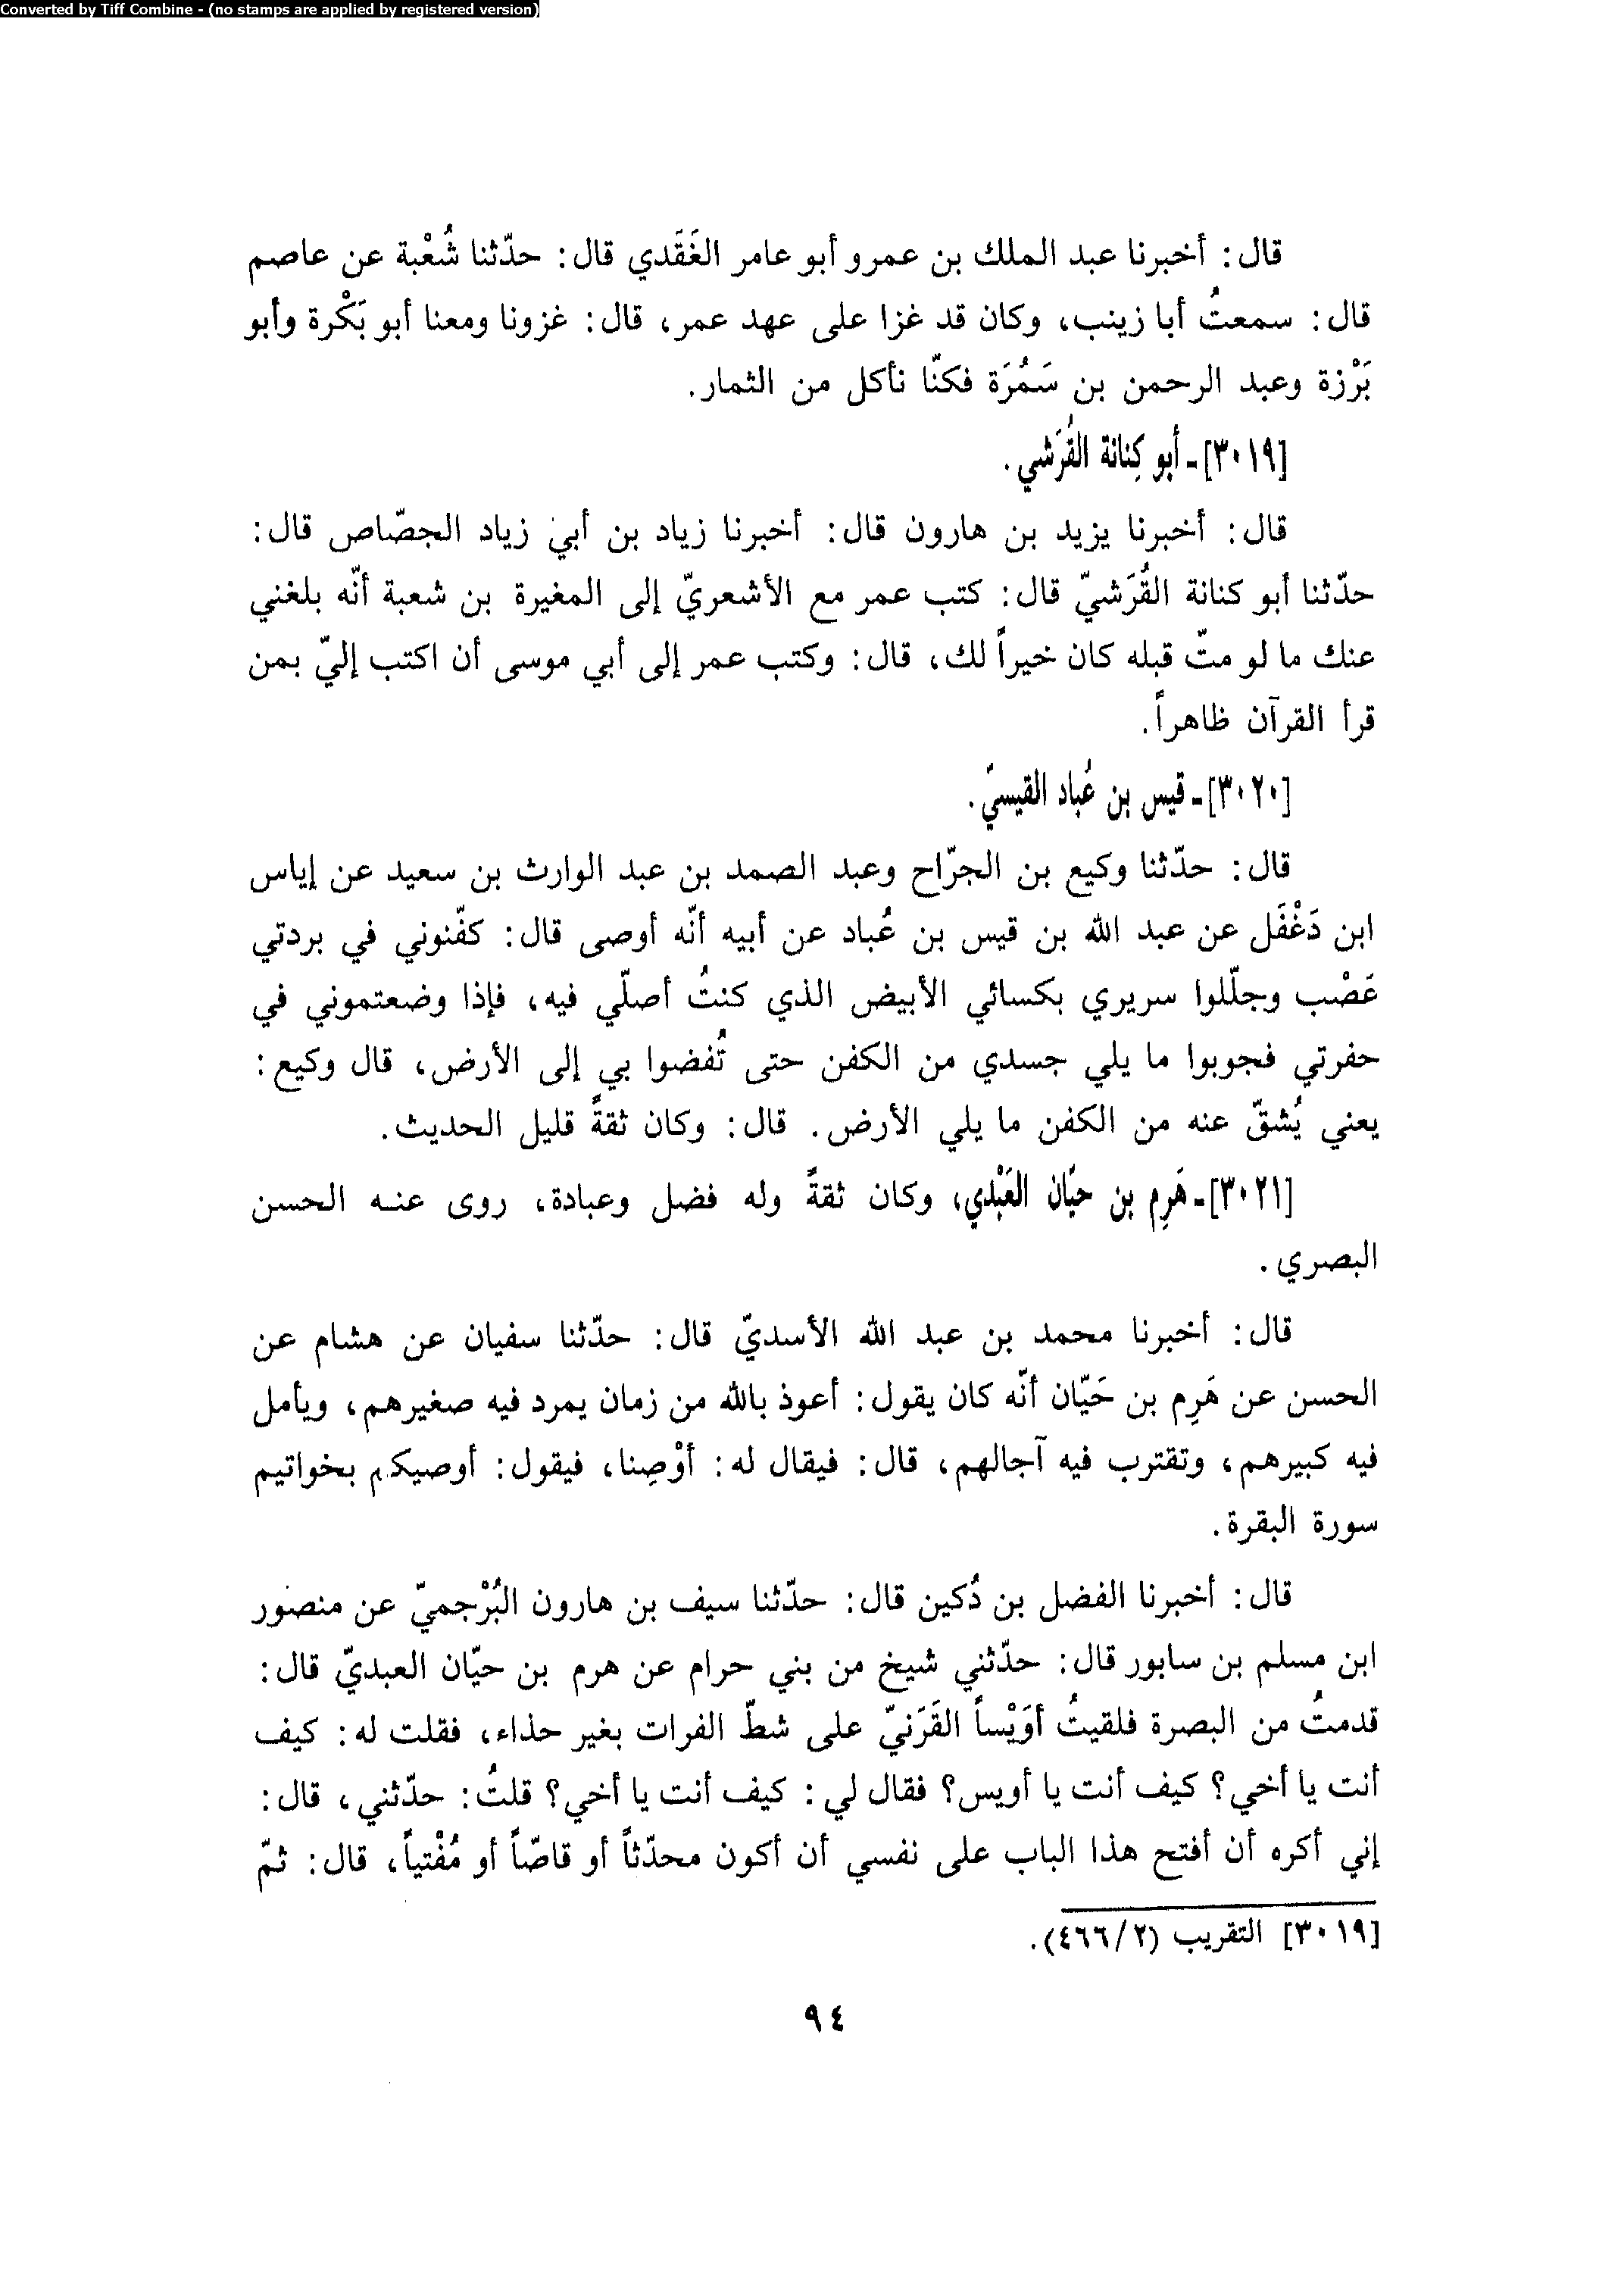 Converted by Tiff Combine - (no stamps are applied by registered version)
قال: أخبرنا عبد الملك بن عمرو أبو عامر الغَقَدي قال: حدّثنا شُعْبة عن عاصم
قال: سمعتُ أبا زينب، وكان قد غزا على عهد عمر، قال: غزونا ومعنا أبو بَكْرة وأبو
بَرْزة وعبد الرحمن بن سَمُرَة فكنّا نأكل من الثمار.
[٣٠١٩]ـ أبو كِنانة القُرَشي.
قال: أخبرنا يزيد بن هارون قال: أخبرنا زياد بن أبي زياد الجصّاص قال:
حدّثنا أبو كنانة القُرَشيّ قال: كتب عمر مع الأشعريّ إلى المغيرة بن شعبة أنّه بلغني
عنك ما لو متّ قبله كان خيراً لك، قال: وكتب عمر إلى أبي موسى أن اكتب إليّ بمن
قرأ القرآن ظاهراً.
[٣٠٢٠]ـ قيس بن عُباد القيسيّ.
قال: حدّثنا وكيع بن الجرّاح وعبد الصمد بن عبد الوارث بن سعيد عن إياس
ابن دَغْفَل عن عبد الله بن قيس بن عُباد عن أبيه أنّه أوصى قال: كفّنوني في بردتي
عَصْب وجلّلوا سريري بكسائي الأبيض الذي كنتُ أصلّي فيه، فإذا وضعتموني في
حفرتي فجوبوا ما يلي جسدي من الكفن حتى تُفضوا بي إلى الأرض، قال وكيع:
يعني يُشقّ عنه من الكفن ما يلي الأرض. قال: وكان ثقةً قليل الحديث.
[٣٠٢١]ـ هَرِم بن حيّان العَبْدي، وكان ثقةً وله فضل وعبادة، روى عنه الحسن
البصري.
قال: أخبرنا محمد بن عبد الله الأسديّ قال: حدّثنا سفيان عن هشام عن
الحسن عن هَرِم بن حَيّان أنّه كان يقول: أعوذ بالله من زمان يمرد فيه صغيرهم، ويأمل
فيه كبيرهم، وتقترب فيه آجالهم، قال: فيقال له: أوْصِنا، فيقول: أوصيكم بخواتيم
سورة البقرة.
قال: أخبرنا الفضل بن دُكين قال: حدّثنا سيف بن هارون البُرْجميّ عن منصور
ابن مسلم بن سابور قال: حدّثني شيخ من بني حرام عن هرم بن حيّان العبديّ قال:
قدمتُ من البصرة فلقيتُ أوَيْساً القَرَنيّ على شطّ الفرات بغير حذاء، فقلت له: كيف
أنت يا أخي؟ كيف أنت يا أويس؟ فقال لي: كيف أنت يا أخي؟ قلتُ: حدّثني، قال:
إني أكره أن أفتح هذا الباب على نفسي أن أكون محدّثاً أو قاصّاً أو مُفْتياً، قال: ثمّ
[٣٠١٩] التقريب (٤٦٦/٢).
٩٤